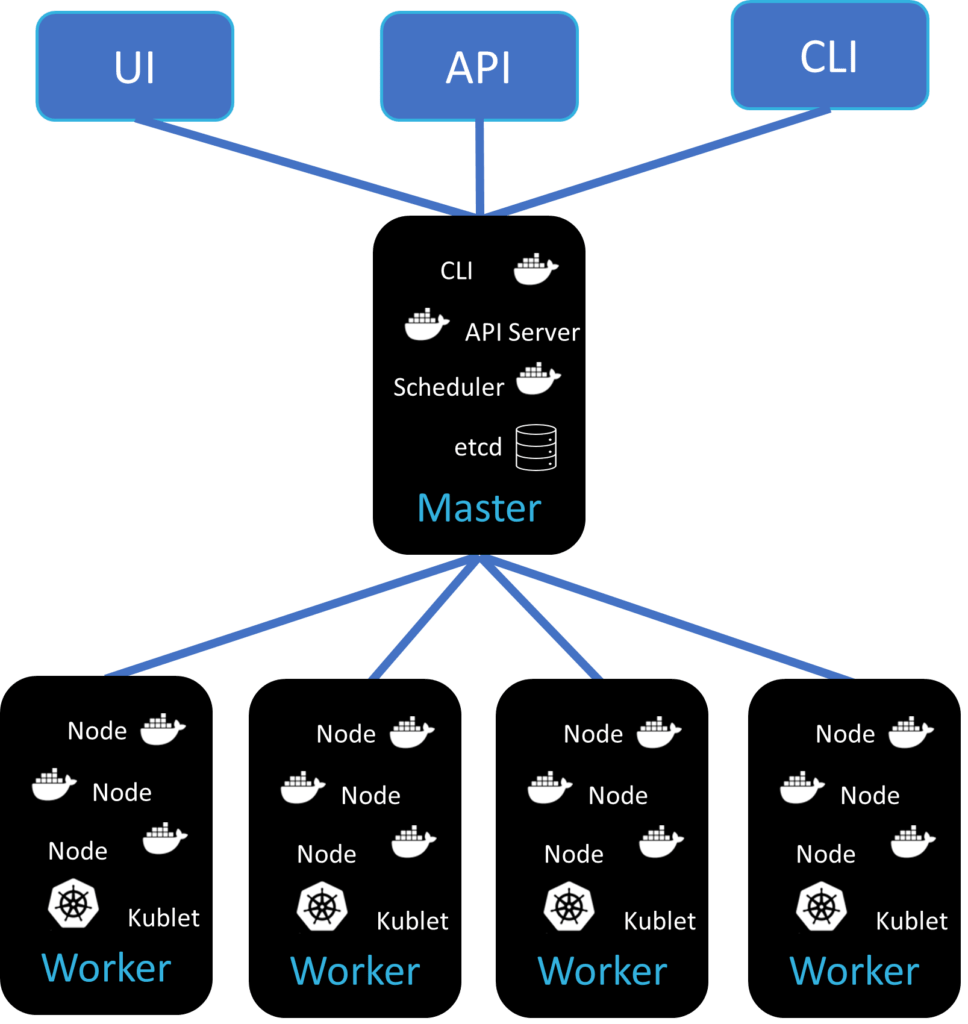 UI
API
CLI
CLI
API Server
Scheduler
etcd
Master
Node
Node
Node
Kublet
Worker
Node
Node
Node
Kublet
Worker
Node
Node
Node
Kublet
Worker
Node
Node
Node
Kublet
Worker